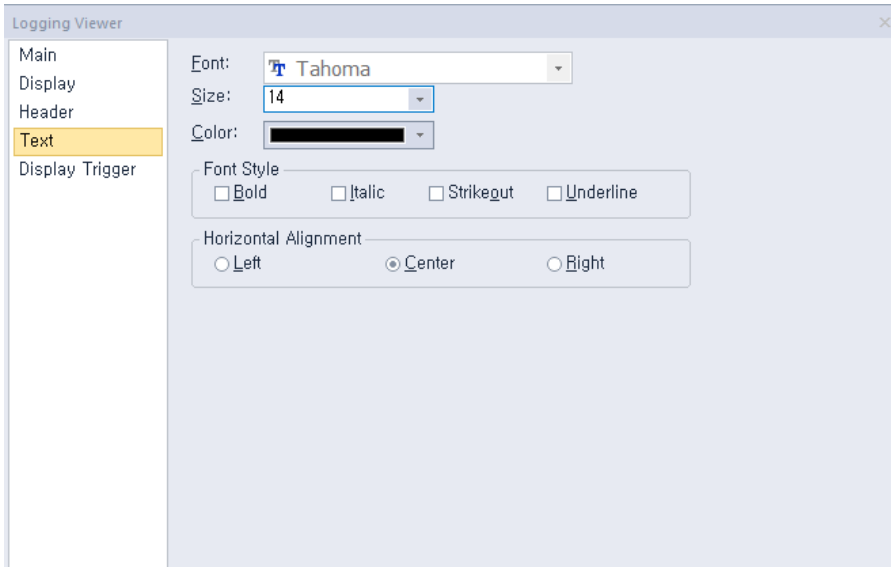 Logging Viewer
Main
Display
Header
Text
Display Trigger
Font: Tahoma
Size: 14
Color:
Font Style
Bold Italic Strikeout Underline
Horizontal Alignment
Left Center Right